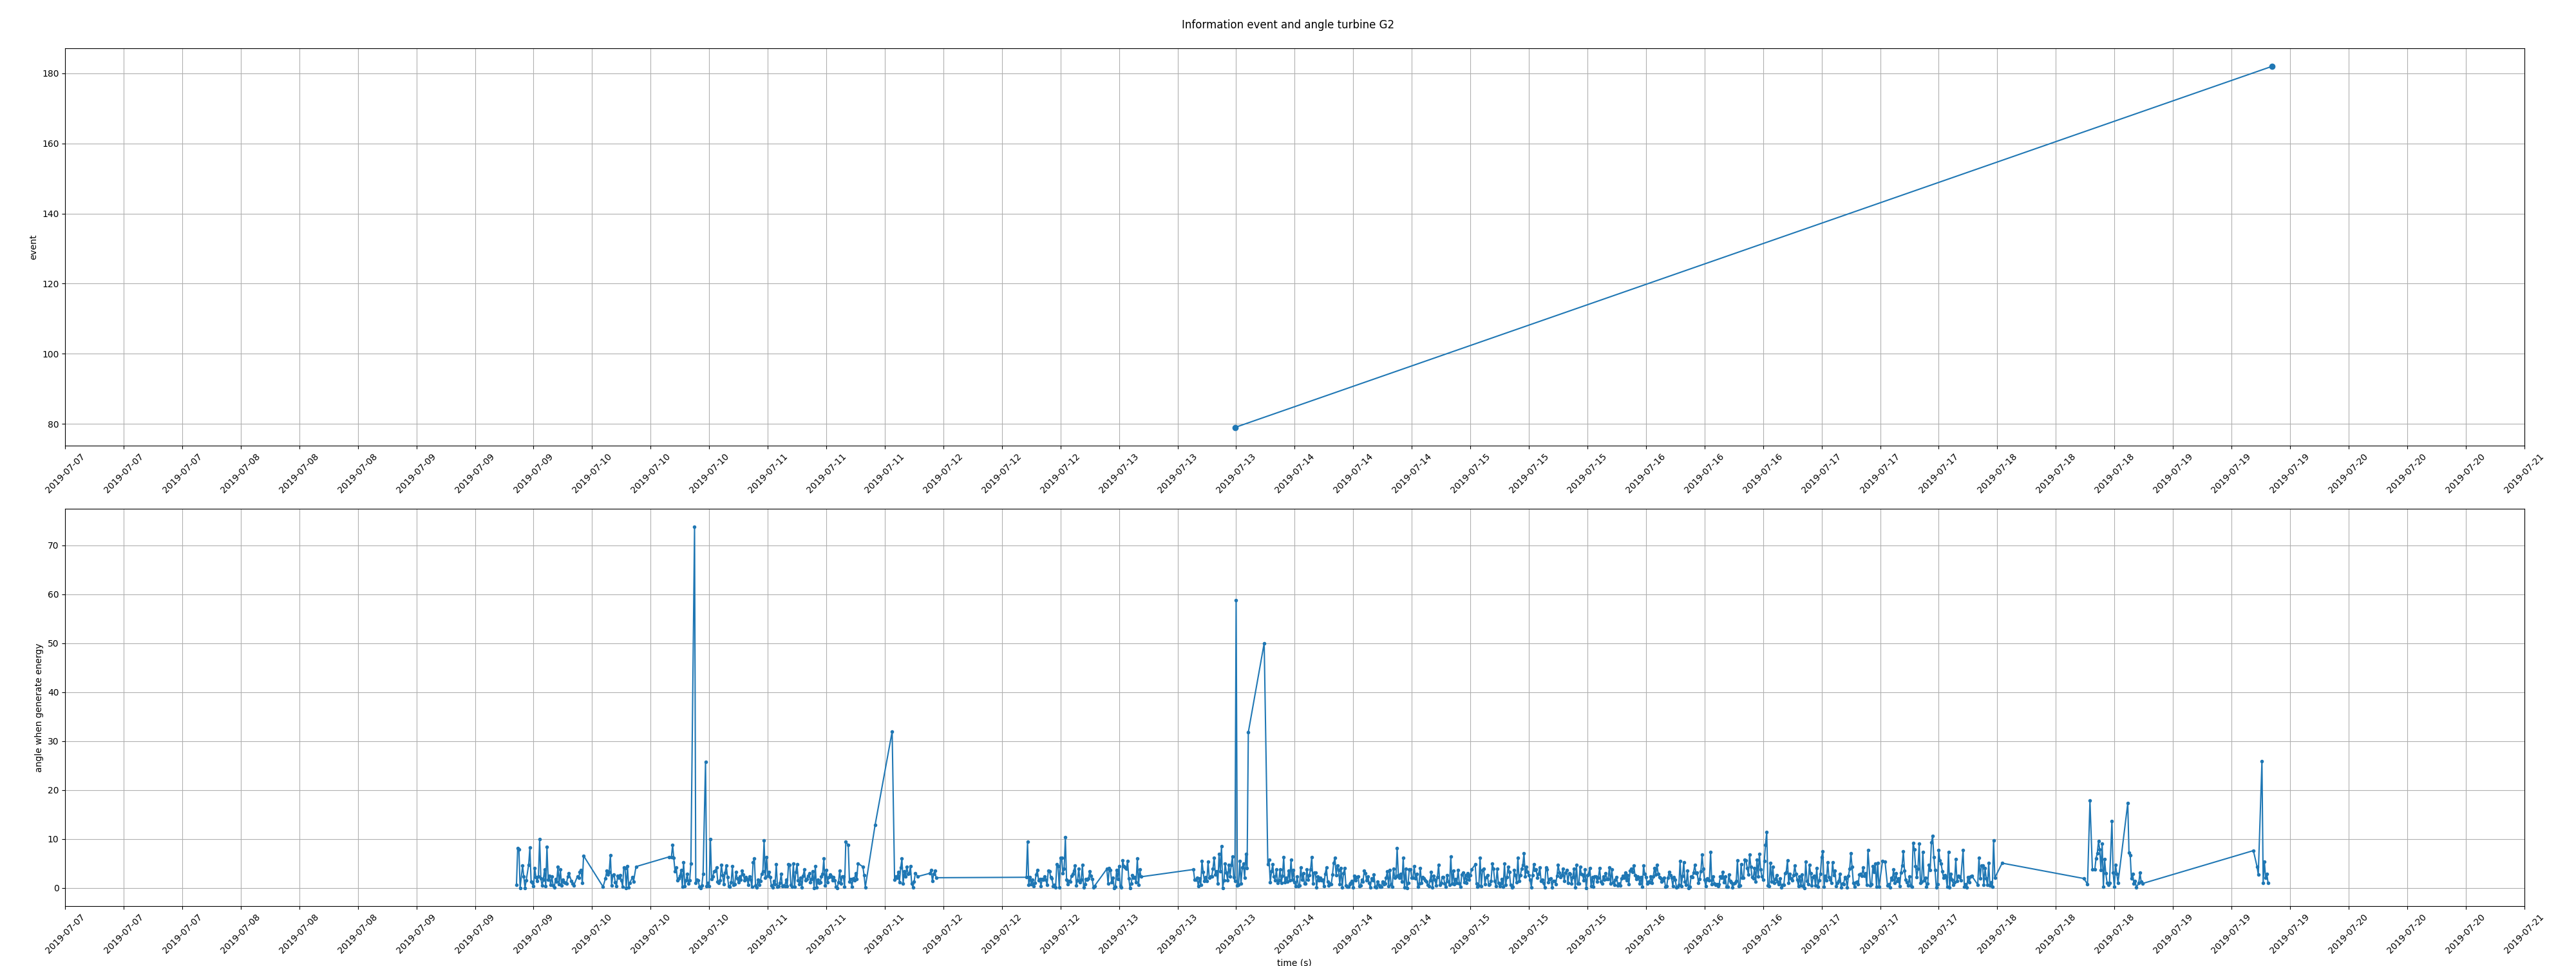 Information event and angle turbine G2
180
160
140
120
100
80
event
2019-07-07 2019-07-07 2019-07-07 2019-07-08 2019-07-08 2019-07-08 2019-07-09 2019-07-09 2019-07-09 2019-07-10 2019-07-10 2019-07-10 2019-07-11 2019-07-11 2019-07-11 2019-07-12 2019-07-12 2019-07-12 2019-07-13 2019-07-13 2019-07-13 2019-07-14 2019-07-14 2019-07-14 2019-07-15 2019-07-15 2019-07-15 2019-07-16 2019-07-16 2019-07-16 2019-07-17 2019-07-17 2019-07-17 2019-07-18 2019-07-18 2019-07-18 2019-07-19 2019-07-19 2019-07-19 2019-07-20 2019-07-20 2019-07-20 2019-07-21
70
60
50
40
30
20
10
0
angle when generate energy
2019-07-07 2019-07-07 2019-07-07 2019-07-08 2019-07-08 2019-07-08 2019-07-09 2019-07-09 2019-07-09 2019-07-10 2019-07-10 2019-07-10 2019-07-11 2019-07-11 2019-07-11 2019-07-12 2019-07-12 2019-07-12 2019-07-13 2019-07-13 2019-07-13 2019-07-14 2019-07-14 2019-07-14 2019-07-15 2019-07-15 2019-07-15 2019-07-16 2019-07-16 2019-07-16 2019-07-17 2019-07-17 2019-07-17 2019-07-18 2019-07-18 2019-07-18 2019-07-19 2019-07-19 2019-07-19 2019-07-20 2019-07-20 2019-07-20 2019-07-21
time (s)